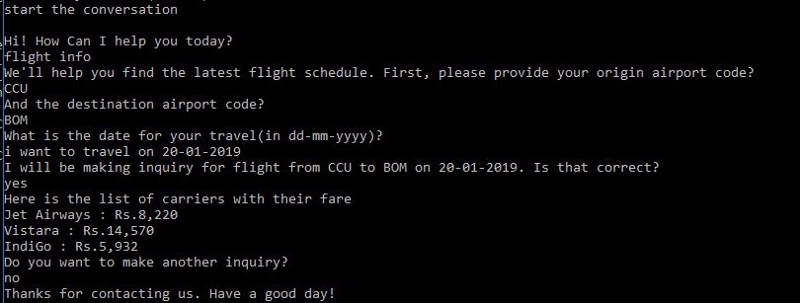 start the conversation
Hi! How Can I help you today?
flight info
We'll help you find the latest flight schedule. First, please provide your origin airport code?
CCU
And the destination airport code?
BOM
What is the date for your travel(in dd-mm-yyyy)?
i want to travel on 20-01-2019
I will be making inquiry for flight from CCU to BOM on 20-01-2019. Is that correct?
yes
Here is the list of carriers with their fare
Jet Airways : Rs.8,220
Vistara : Rs.14,570
IndiGo : Rs.5,932
Do you want to make another inquiry?
no
Thanks for contacting us. Have a good day!